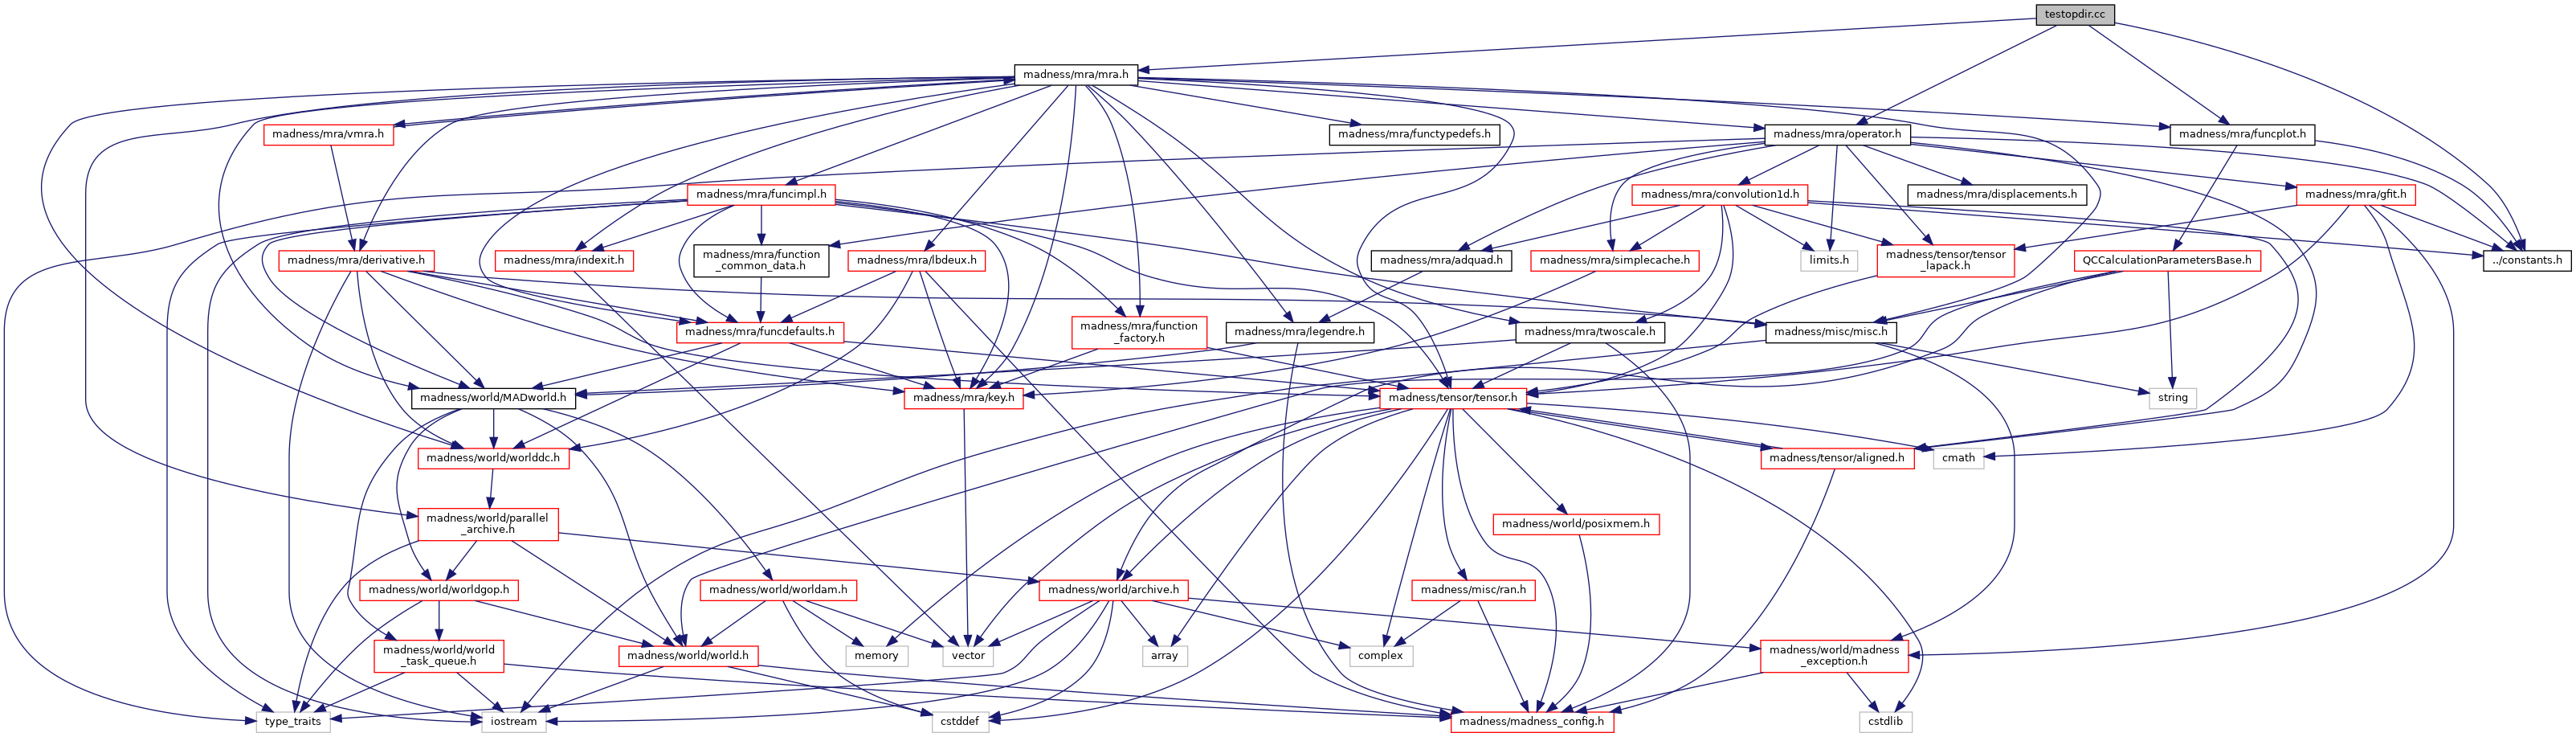 testopdir.cc
madness/mra/mra.h
madness/mra/vmra.h
madness/mra/functypedefs.h
madness/mra/operator.h
madness/mra/funcplot.h
madness/mra/funcimpl.h
madness/mra/convolution1d.h
madness/mra/displacements.h
madness/mra/gfit.h
madness/mra/derivative.h
madness/mra/indexit.h
madness/mra/function
_common_data.h
madness/mra/lbdeux.h
madness/mra/adquad.h
madness/mra/simplecache.h
limits.h
madness/tensor/tensor
_lapack.h
QCCalculationParametersBase.h
../constants.h
madness/mra/funcdefaults.h
madness/mra/function
_factory.h
madness/mra/legendre.h
madness/mra/twoscale.h
madness/misc/misc.h
madness/world/MADworld.h
madness/mra/key.h
madness/tensor/tensor.h
string
madness/world/worlddc.h
madness/tensor/aligned.h
cmath
madness/world/parallel
_archive.h
madness/world/posixmem.h
madness/world/worldgop.h
madness/world/worldam.h
madness/world/archive.h
madness/misc/ran.h
madness/world/world
_task_queue.h
madness/world/world.h
memory
vector
array
complex
madness/world/madness
_exception.h
type_traits
iostream
cstddef
madness/madness_config.h
cstdlib